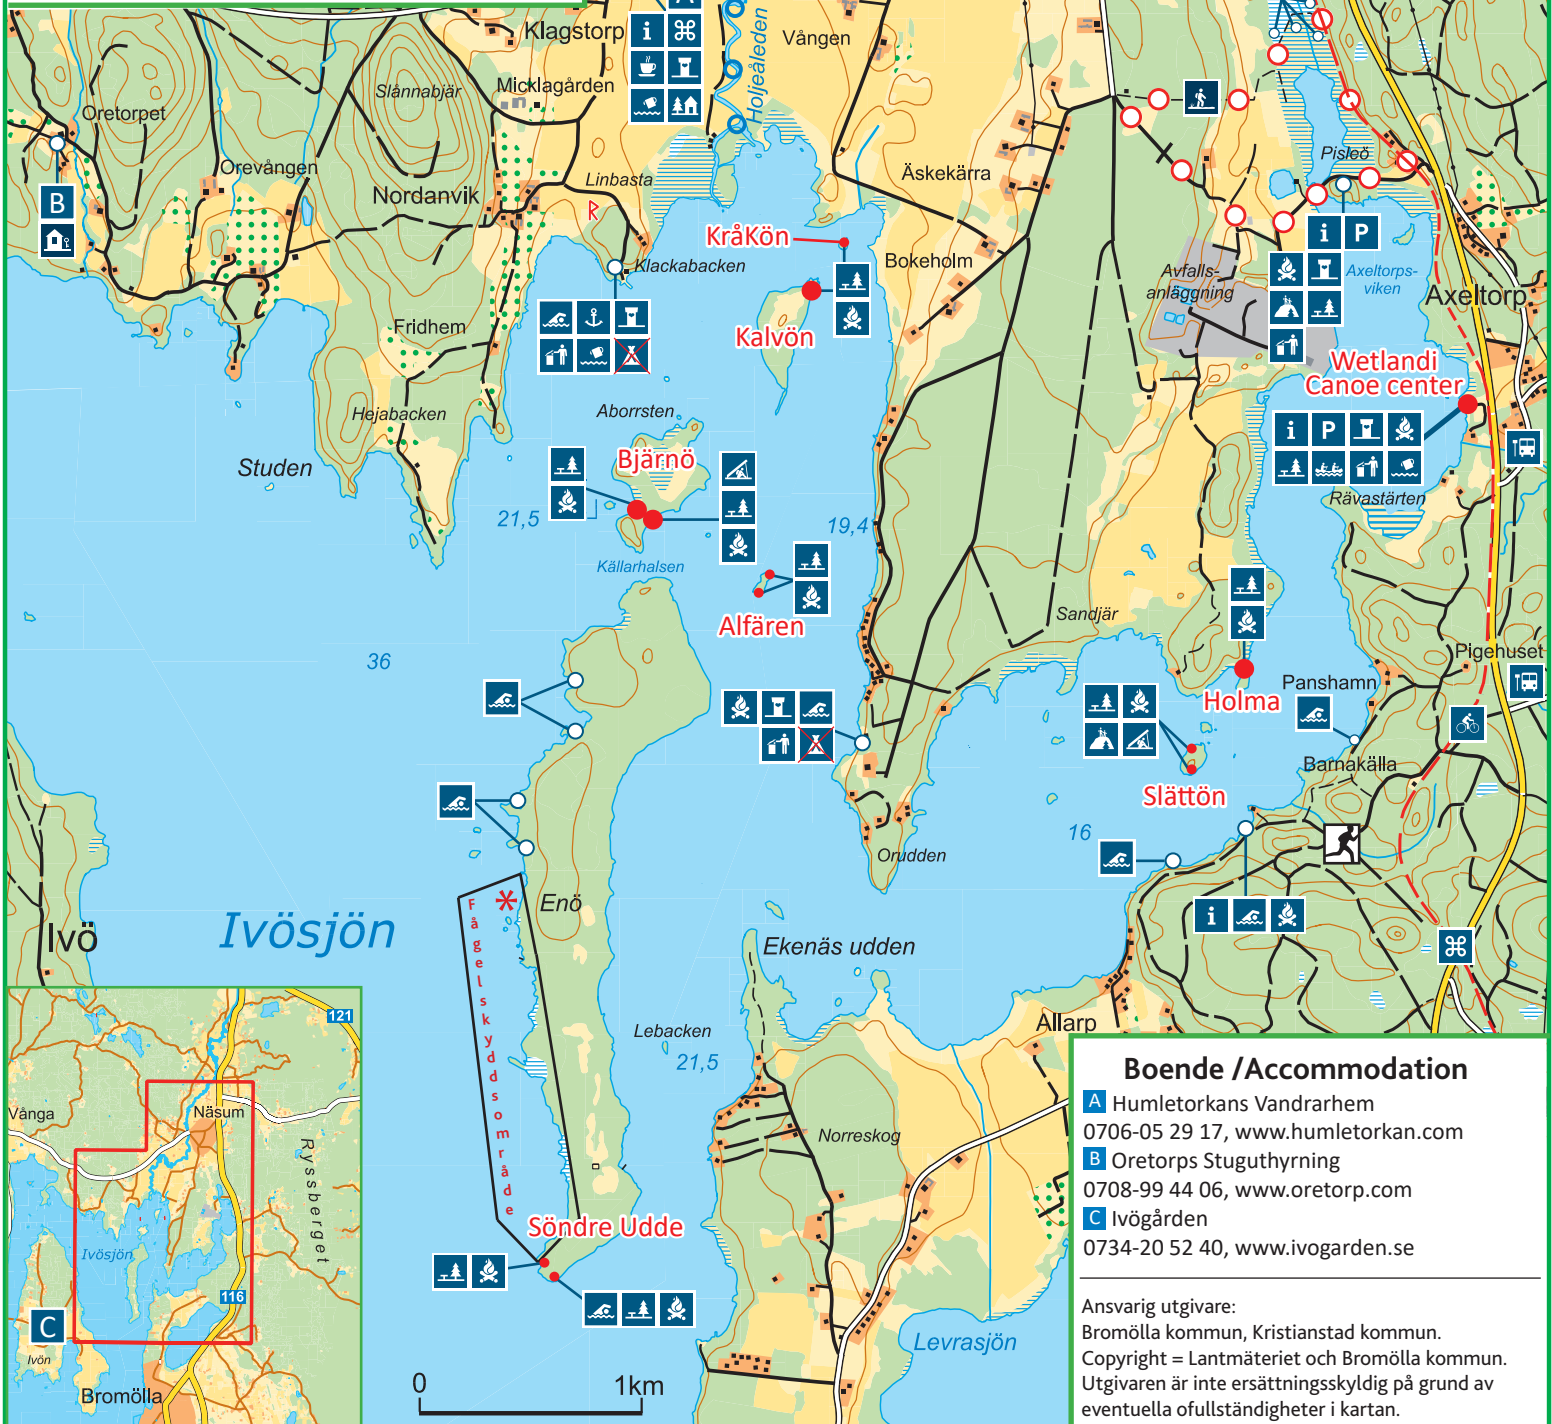 Klagstorp
A
i
Höljeåleden
Vången
Slännabjär
Micklagården
Oretorpet
Orevången
Nordanvik
Linbasta
R
Äskekärra
Pisleö
B
KråKön
Klackabacken
Bokeholm
i P
Avfalls-
anläggning
Axeltorps-
viken
Axeltorp
Fridhem
Kalvön
Wetlandi
Canoe center
Hejabacken
Aborrsten
i P
Studen
Bjärnö
Rävastärten
21,5
19,4
Källarhalsen
Alfären
Sandjär
36
Pigehuset
Panshamn
Holma
Barnakälla
Slättön
16
Orudden
i
Ivö
Ivösjön
Fågelskyddsområde
*
Enö
Ekenäs udden
Lebacken
21,5
Allarp
Norreskog
Söndre Udde
Levrasjön
0 1km
121
Vånga
Näsum
Ryssberget
Ivösjön
116
C
Ivön
Bromölla
Boende /Accommodation
A Humletorkans Vandrarhem
0706-05 29 17, www.humletorkan.com
B Oretorps Stuguthyrning
0708-99 44 06, www.oretorp.com
C Ivögården
0734-20 52 40, www.ivogarden.se
Ansvarig utgivare:
Bromölla kommun, Kristianstad kommun.
Copyright = Lantmäteriet och Bromölla kommun.
Utgivaren är inte ersättningsskyldig på grund av
eventuella ofullständigheter i kartan.